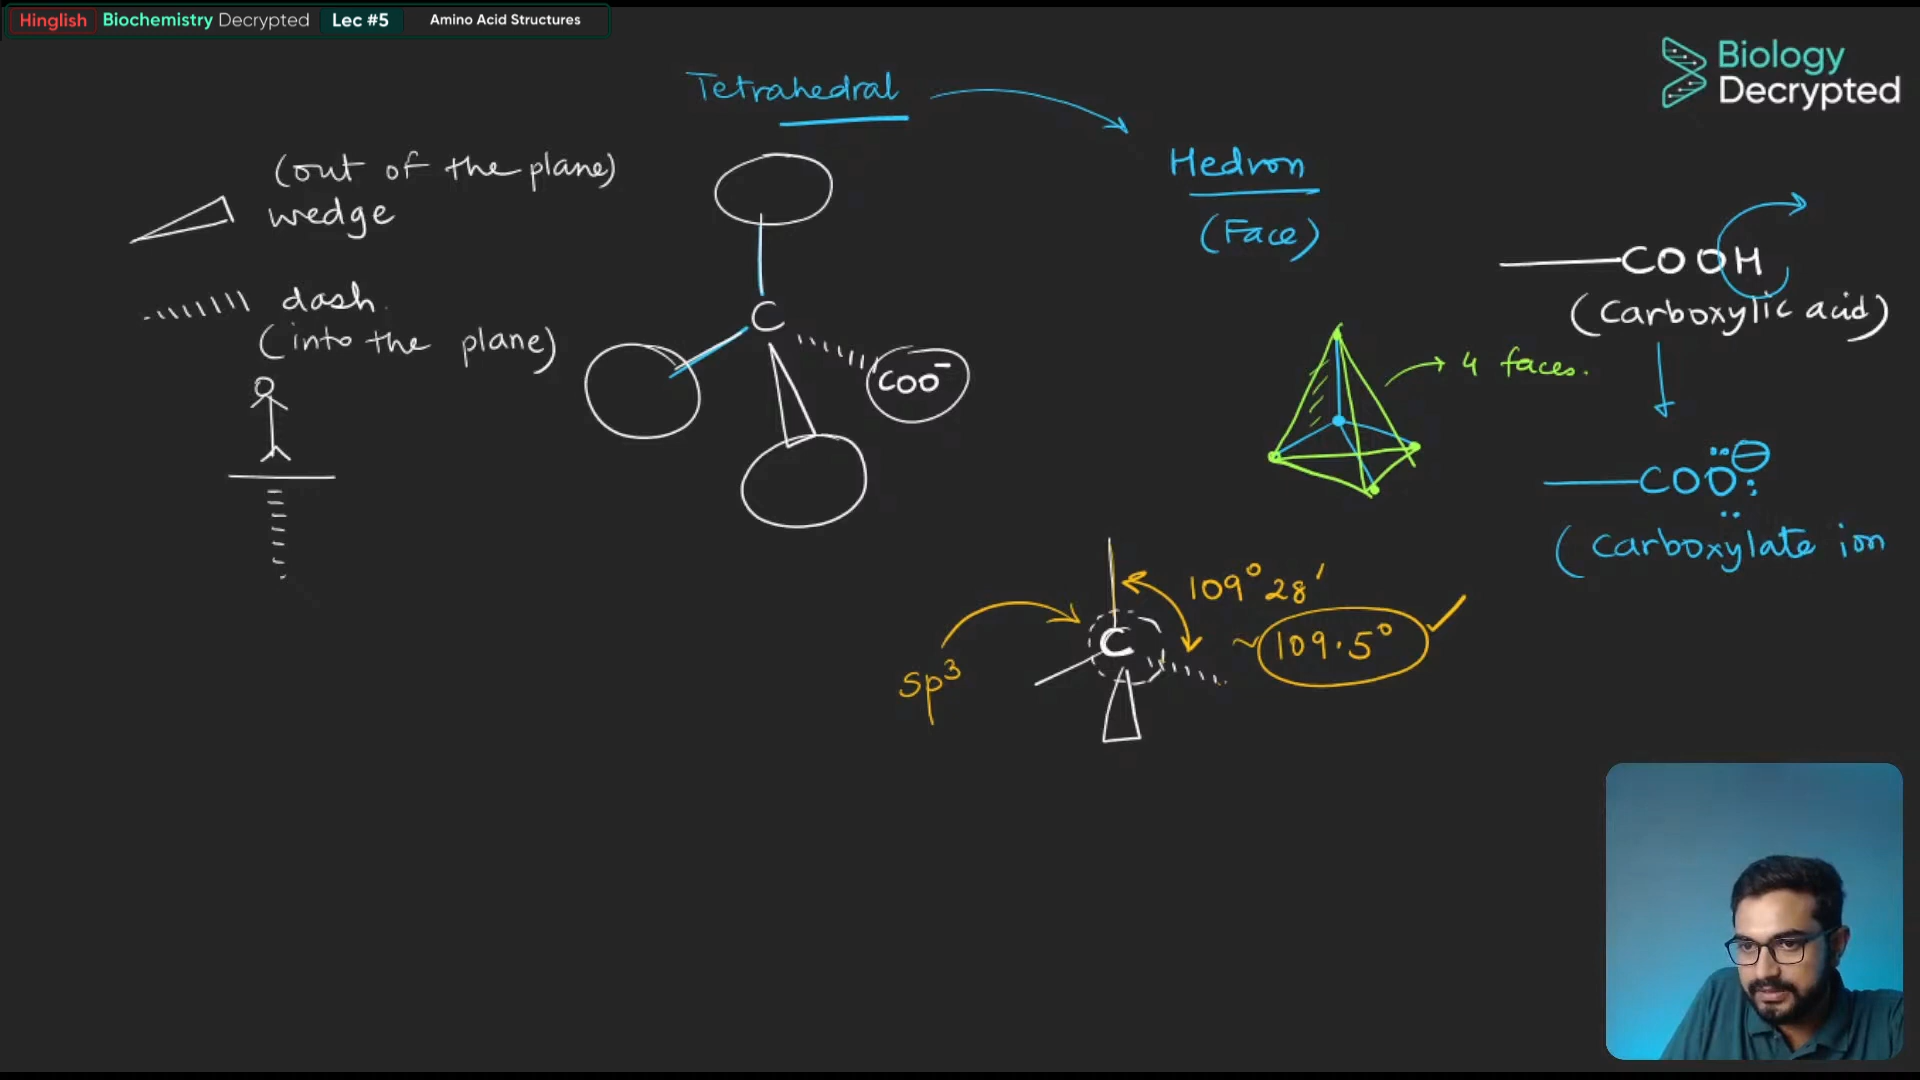 Hinglish Biochemistry Decrypted Lec #5 Amino Acid Structures
Biology
Decrypted
Tetrahedral
Hedron
(Face)
(out of the plane)
wedge
dash.
(into the plane)
C
COO⁻
COOH
(Carboxylic acid)
4 faces.
COO⊖
(Carboxylate ion
109° 28′
C
~109.5°
sp³